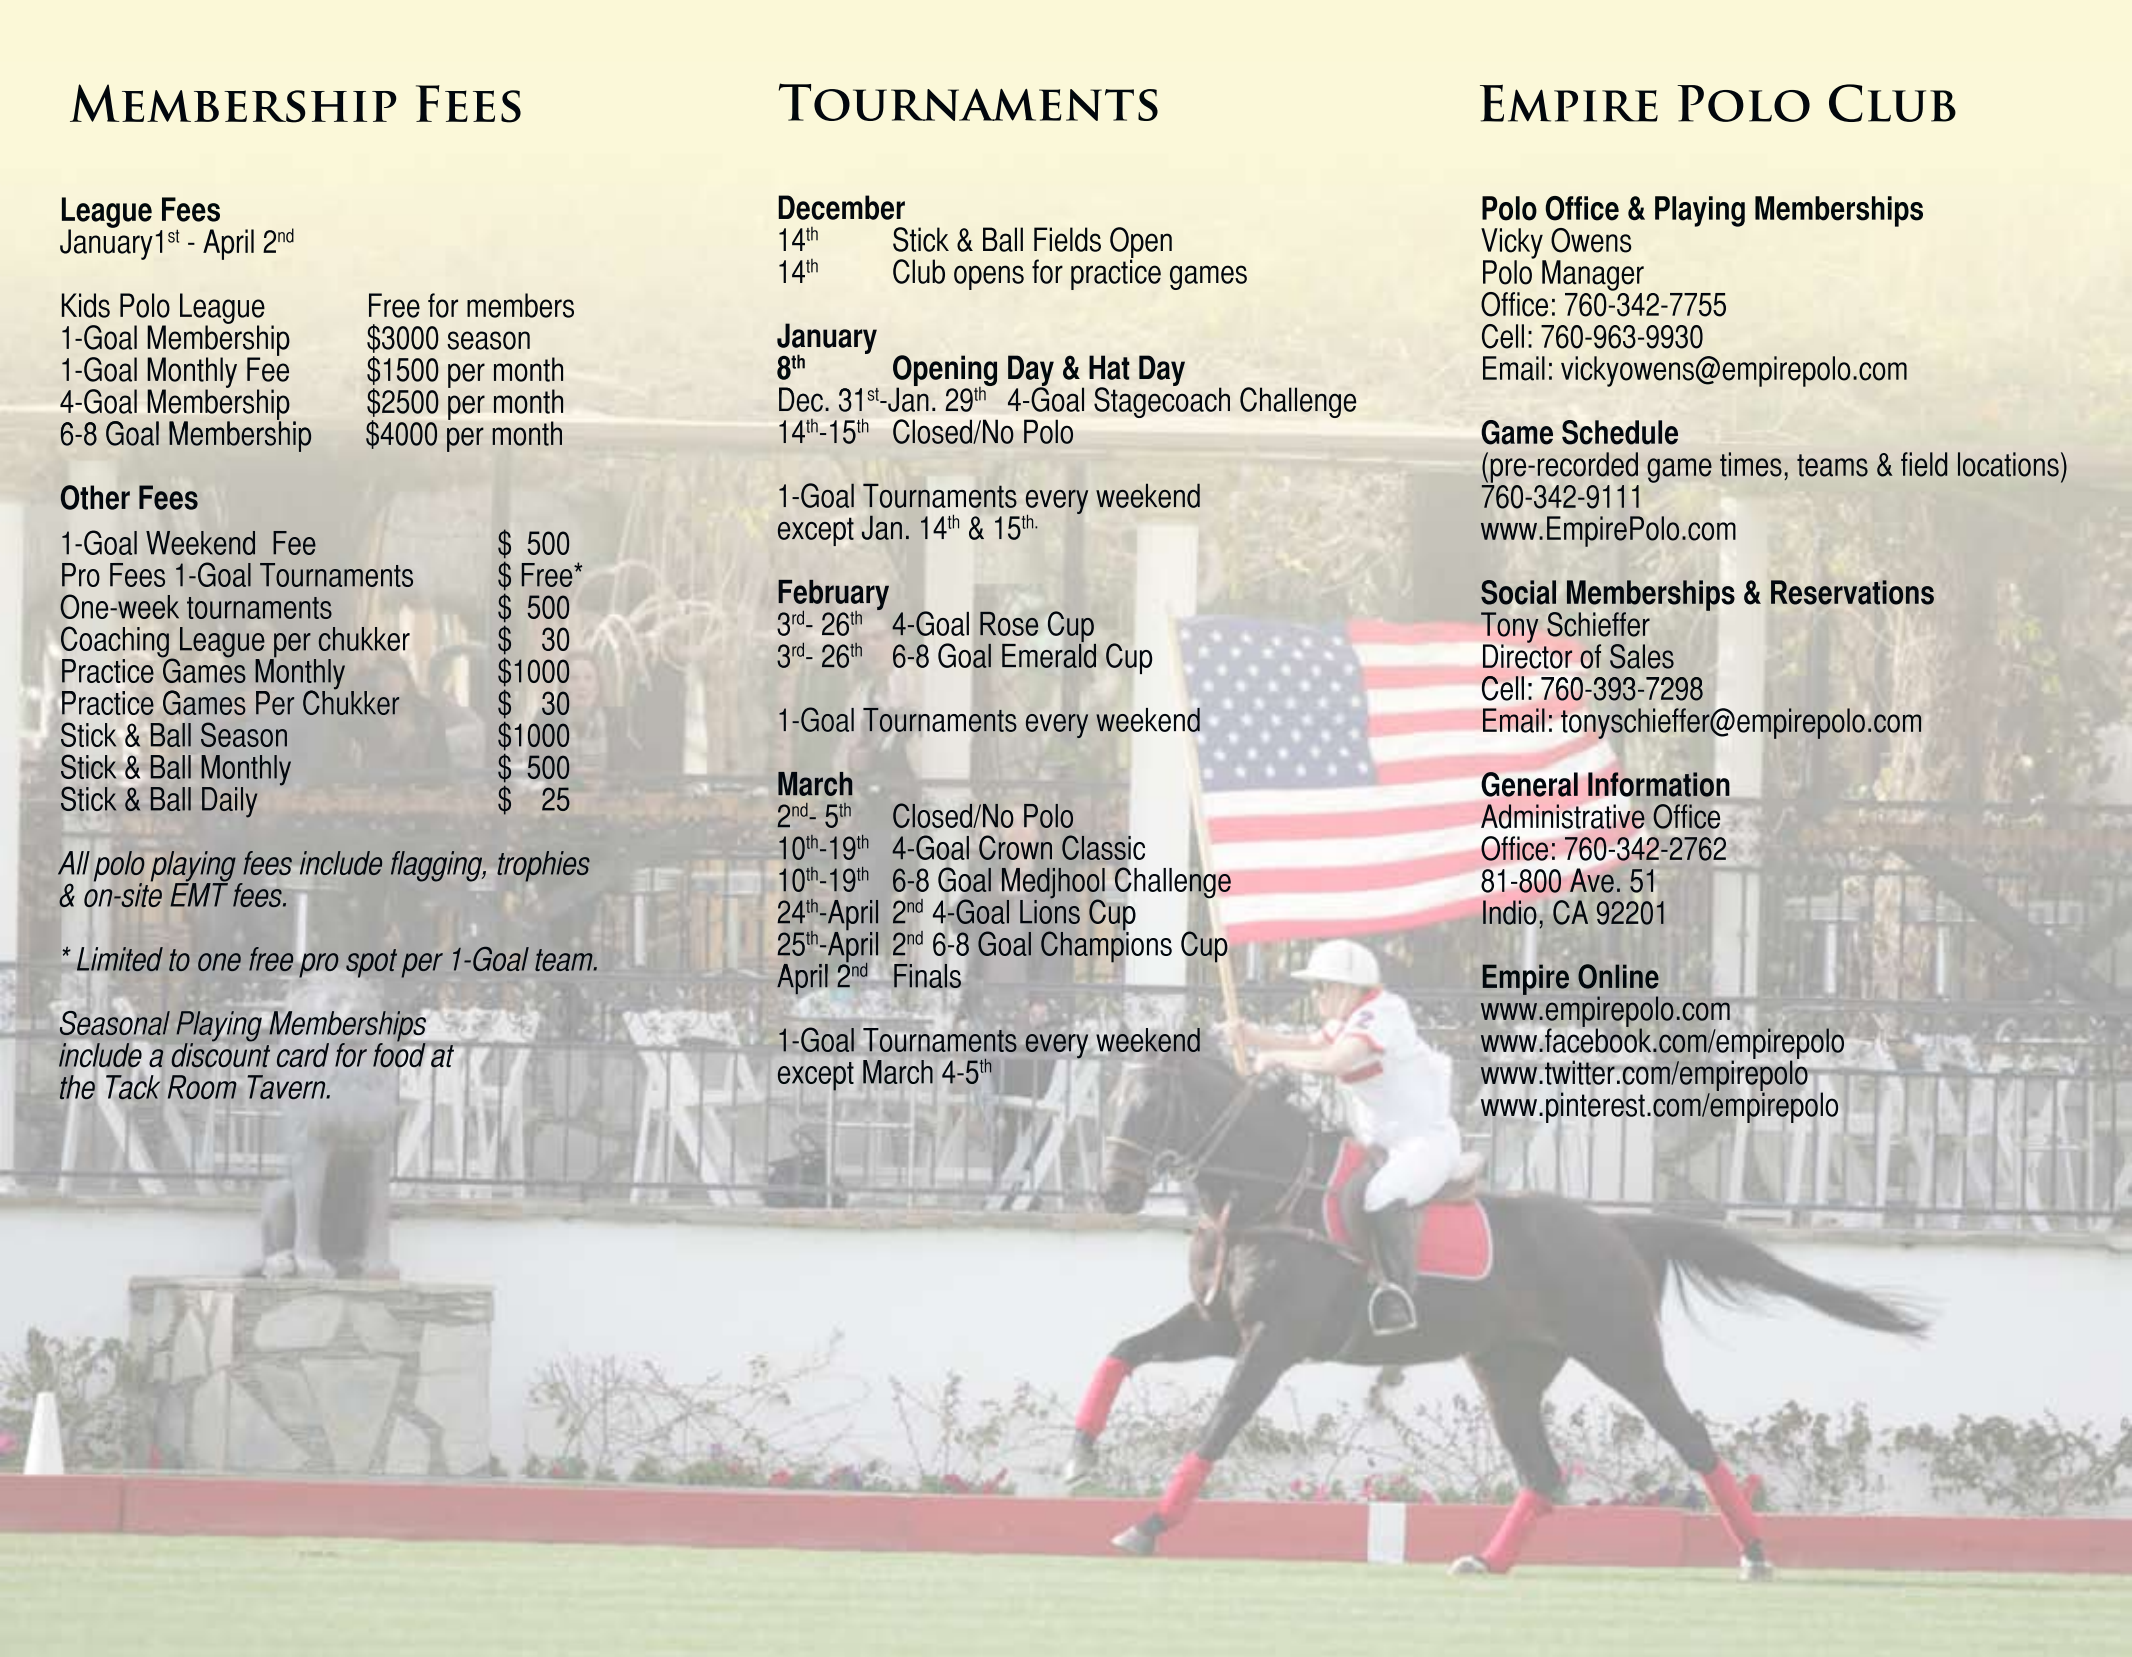 MEMBERSHIP FEES
League Fees
January1st - April 2nd
Kids Polo League Free for members
1-Goal Membership $3000 season
1-Goal Monthly Fee $1500 per month
4-Goal Membership $2500 per month
6-8 Goal Membership $4000 per month
Other Fees
1-Goal Weekend Fee $ 500
Pro Fees 1-Goal Tournaments $ Free*
One-week tournaments $ 500
Coaching League per chukker $ 30
Practice Games Monthly $1000
Practice Games Per Chukker $ 30
Stick & Ball Season $1000
Stick & Ball Monthly $ 500
Stick & Ball Daily $ 25
All polo playing fees include flagging, trophies
& on-site EMT fees.
* Limited to one free pro spot per 1-Goal team.
Seasonal Playing Memberships
include a discount card for food at
the Tack Room Tavern.
TOURNAMENTS
December
14th Stick & Ball Fields Open
14th Club opens for practice games
January
8th Opening Day & Hat Day
Dec. 31st-Jan. 29th 4-Goal Stagecoach Challenge
14th-15th Closed/No Polo
1-Goal Tournaments every weekend
except Jan. 14th & 15th.
February
3rd- 26th 4-Goal Rose Cup
3rd- 26th 6-8 Goal Emerald Cup
1-Goal Tournaments every weekend
March
2nd- 5th Closed/No Polo
10th-19th 4-Goal Crown Classic
10th-19th 6-8 Goal Medjhool Challenge
24th-April 2nd 4-Goal Lions Cup
25th-April 2nd 6-8 Goal Champions Cup
April 2nd Finals
1-Goal Tournaments every weekend
except March 4-5th
EMPIRE POLO CLUB
Polo Office & Playing Memberships
Vicky Owens
Polo Manager
Office: 760-342-7755
Cell: 760-963-9930
Email: vickyowens@empirepolo.com
Game Schedule
(pre-recorded game times, teams & field locations)
760-342-9111
www.EmpirePolo.com
Social Memberships & Reservations
Tony Schieffer
Director of Sales
Cell: 760-393-7298
Email: tonyschieffer@empirepolo.com
General Information
Administrative Office
Office: 760-342-2762
81-800 Ave. 51
Indio, CA 92201
Empire Online
www.empirepolo.com
www.facebook.com/empirepolo
www.twitter.com/empirepolo
www.pinterest.com/empirepolo
2